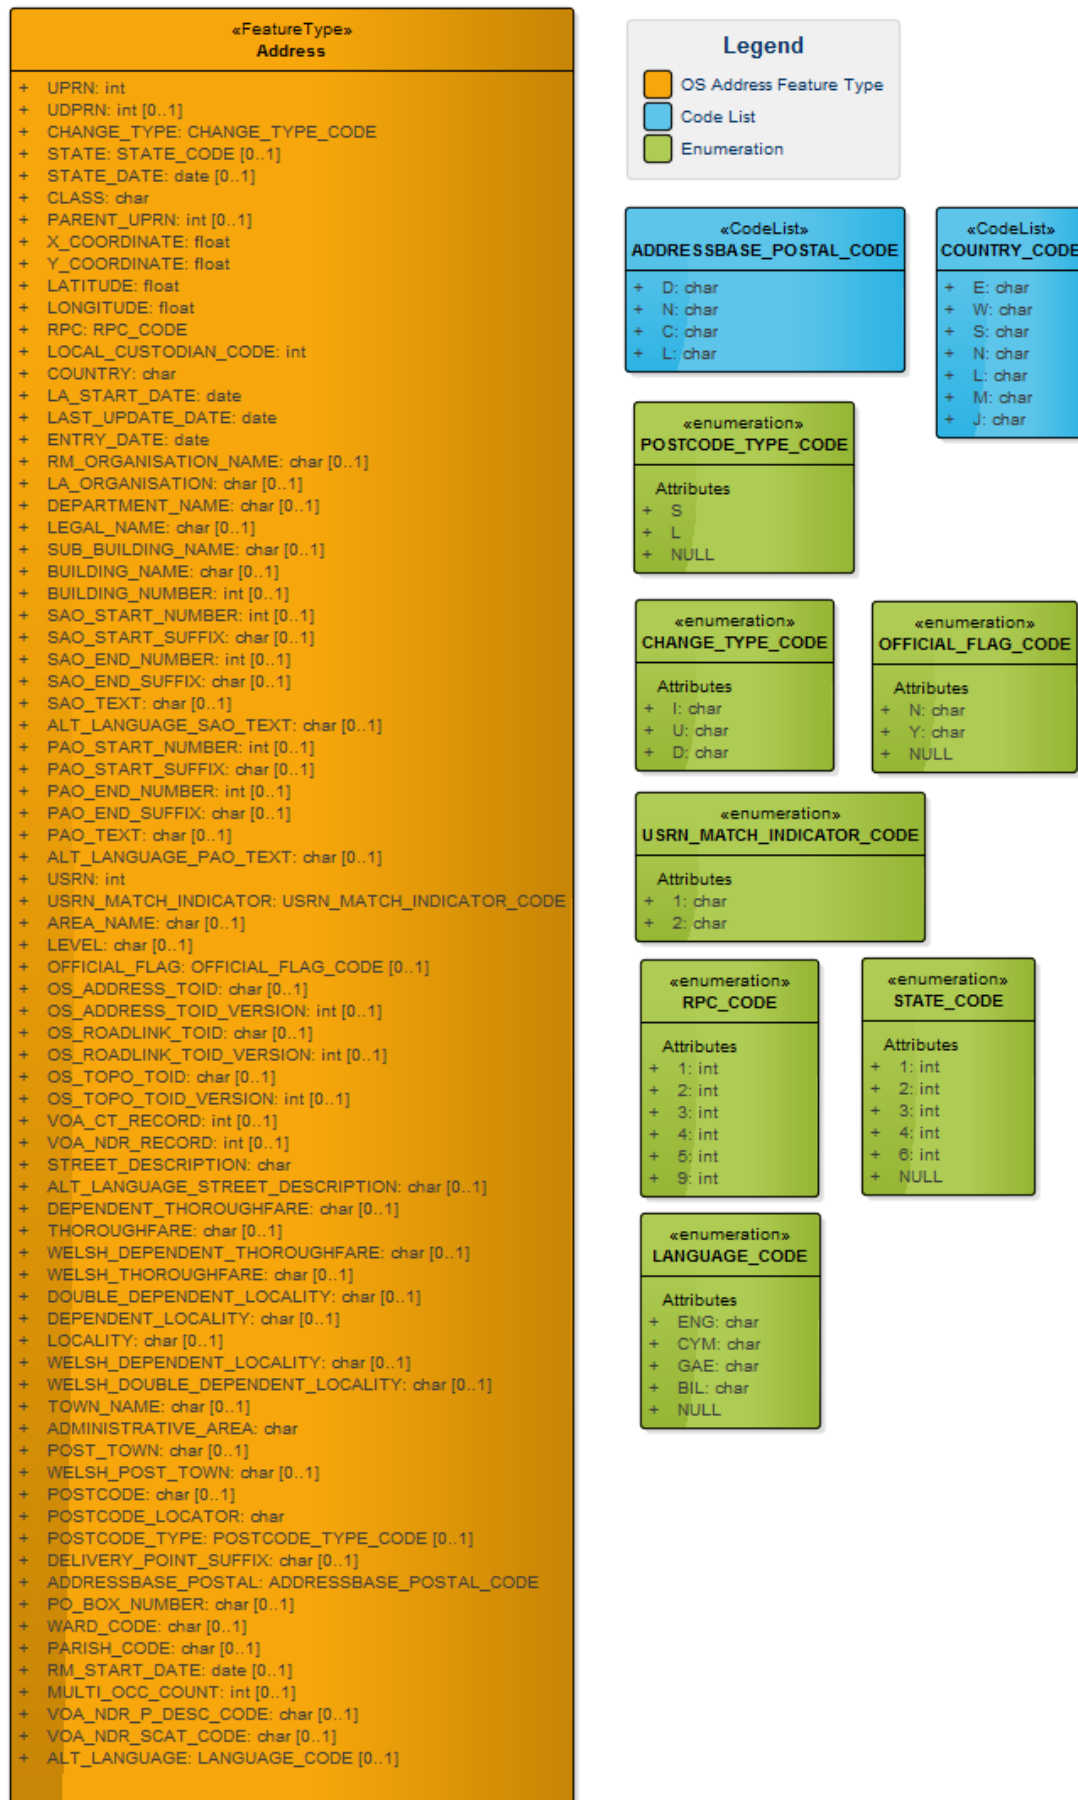 «FeatureType»
Address
+ UPRN: int
+ UDPRN: int [0..1]
+ CHANGE_TYPE: CHANGE_TYPE_CODE
+ STATE: STATE_CODE [0..1]
+ STATE_DATE: date [0..1]
+ CLASS: char
+ PARENT_UPRN: int [0..1]
+ X_COORDINATE: float
+ Y_COORDINATE: float
+ LATITUDE: float
+ LONGITUDE: float
+ RPC: RPC_CODE
+ LOCAL_CUSTODIAN_CODE: int
+ COUNTRY: char
+ LA_START_DATE: date
+ LAST_UPDATE_DATE: date
+ ENTRY_DATE: date
+ RM_ORGANISATION_NAME: char [0..1]
+ LA_ORGANISATION: char [0..1]
+ DEPARTMENT_NAME: char [0..1]
+ LEGAL_NAME: char [0..1]
+ SUB_BUILDING_NAME: char [0..1]
+ BUILDING_NAME: char [0..1]
+ BUILDING_NUMBER: int [0..1]
+ SAO_START_NUMBER: int [0..1]
+ SAO_START_SUFFIX: char [0..1]
+ SAO_END_NUMBER: int [0..1]
+ SAO_END_SUFFIX: char [0..1]
+ SAO_TEXT: char [0..1]
+ ALT_LANGUAGE_SAO_TEXT: char [0..1]
+ PAO_START_NUMBER: int [0..1]
+ PAO_START_SUFFIX: char [0..1]
+ PAO_END_NUMBER: int [0..1]
+ PAO_END_SUFFIX: char [0..1]
+ PAO_TEXT: char [0..1]
+ ALT_LANGUAGE_PAO_TEXT: char [0..1]
+ USRN: int
+ USRN_MATCH_INDICATOR: USRN_MATCH_INDICATOR_CODE
+ AREA_NAME: char [0..1]
+ LEVEL: char [0..1]
+ OFFICIAL_FLAG: OFFICIAL_FLAG_CODE [0..1]
+ OS_ADDRESS_TOID: char [0..1]
+ OS_ADDRESS_TOID_VERSION: int [0..1]
+ OS_ROADLINK_TOID: char [0..1]
+ OS_ROADLINK_TOID_VERSION: int [0..1]
+ OS_TOPO_TOID: char [0..1]
+ OS_TOPO_TOID_VERSION: int [0..1]
+ VOA_CT_RECORD: int [0..1]
+ VOA_NDR_RECORD: int [0..1]
+ STREET_DESCRIPTION: char
+ ALT_LANGUAGE_STREET_DESCRIPTION: char [0..1]
+ DEPENDENT_THOROUGHFARE: char [0..1]
+ THOROUGHFARE: char [0..1]
+ WELSH_DEPENDENT_THOROUGHFARE: char [0..1]
+ WELSH_THOROUGHFARE: char [0..1]
+ DOUBLE_DEPENDENT_LOCALITY: char [0..1]
+ DEPENDENT_LOCALITY: char [0..1]
+ LOCALITY: char [0..1]
+ WELSH_DEPENDENT_LOCALITY: char [0..1]
+ WELSH_DOUBLE_DEPENDENT_LOCALITY: char [0..1]
+ TOWN_NAME: char [0..1]
+ ADMINISTRATIVE_AREA: char
+ POST_TOWN: char [0..1]
+ WELSH_POST_TOWN: char [0..1]
+ POSTCODE: char [0..1]
+ POSTCODE_LOCATOR: char
+ POSTCODE_TYPE: POSTCODE_TYPE_CODE [0..1]
+ DELIVERY_POINT_SUFFIX: char [0..1]
+ ADDRESSBASE_POSTAL: ADDRESSBASE_POSTAL_CODE
+ PO_BOX_NUMBER: char [0..1]
+ WARD_CODE: char [0..1]
+ PARISH_CODE: char [0..1]
+ RM_START_DATE: date [0..1]
+ MULTI_OCC_COUNT: int [0..1]
+ VOA_NDR_P_DESC_CODE: char [0..1]
+ VOA_NDR_SCAT_CODE: char [0..1]
+ ALT_LANGUAGE: LANGUAGE_CODE [0..1]
Legend
OS Address Feature Type
Code List
Enumeration
«CodeList»
ADDRESSBASE_POSTAL_CODE
+ D: char
+ N: char
+ C: char
+ L: char
«CodeList»
COUNTRY_CODE
+ E: char
+ W: char
+ S: char
+ N: char
+ L: char
+ M: char
+ J: char
«enumeration»
POSTCODE_TYPE_CODE
Attributes
+ S
+ L
+ NULL
«enumeration»
CHANGE_TYPE_CODE
Attributes
+ I: char
+ U: char
+ D: char
«enumeration»
OFFICIAL_FLAG_CODE
Attributes
+ N: char
+ Y: char
+ NULL
«enumeration»
USRN_MATCH_INDICATOR_CODE
Attributes
+ 1: char
+ 2: char
«enumeration»
RPC_CODE
Attributes
+ 1: int
+ 2: int
+ 3: int
+ 4: int
+ 5: int
+ 9: int
«enumeration»
STATE_CODE
Attributes
+ 1: int
+ 2: int
+ 3: int
+ 4: int
+ 6: int
+ NULL
«enumeration»
LANGUAGE_CODE
Attributes
+ ENG: char
+ CYM: char
+ GAE: char
+ BIL: char
+ NULL